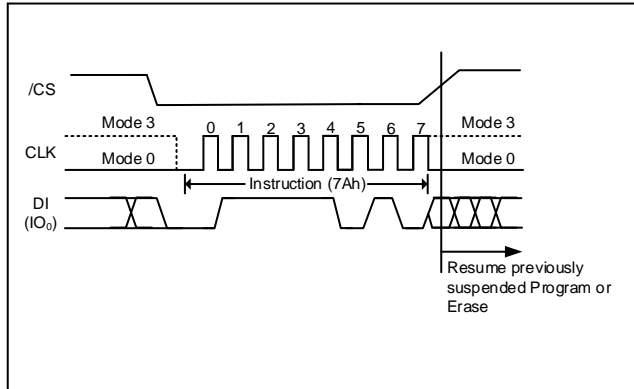 /CS
Mode 3 0 1 2 3 4 5 6 7 Mode 3
CLK
Mode 0 Mode 0
Instruction (7Ah)
DI
(IO₀)
Resume previously
suspended Program or
Erase